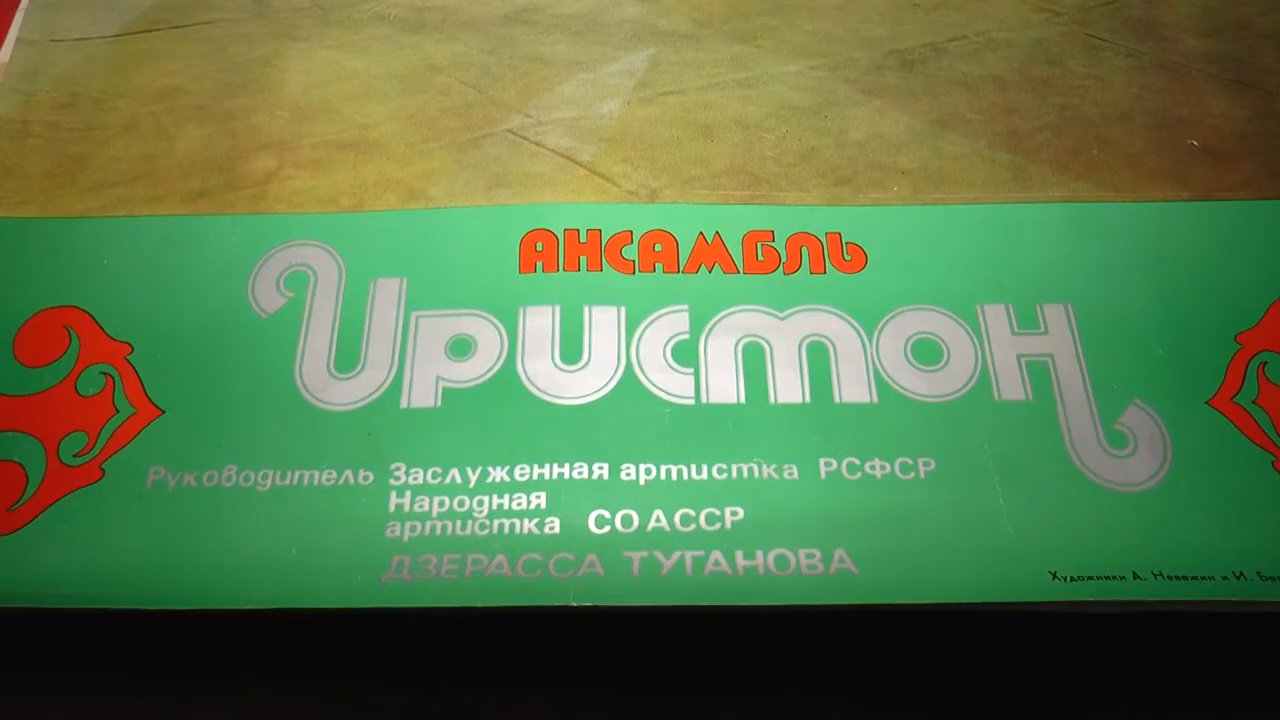 АНСАМБЛЬ
Иристон
Руководитель Заслуженная артистка РСФСР
Народная
артистка СО АССР
ДЗЕРАССА ТУГАНОВА
Художники А. Невежин и И.